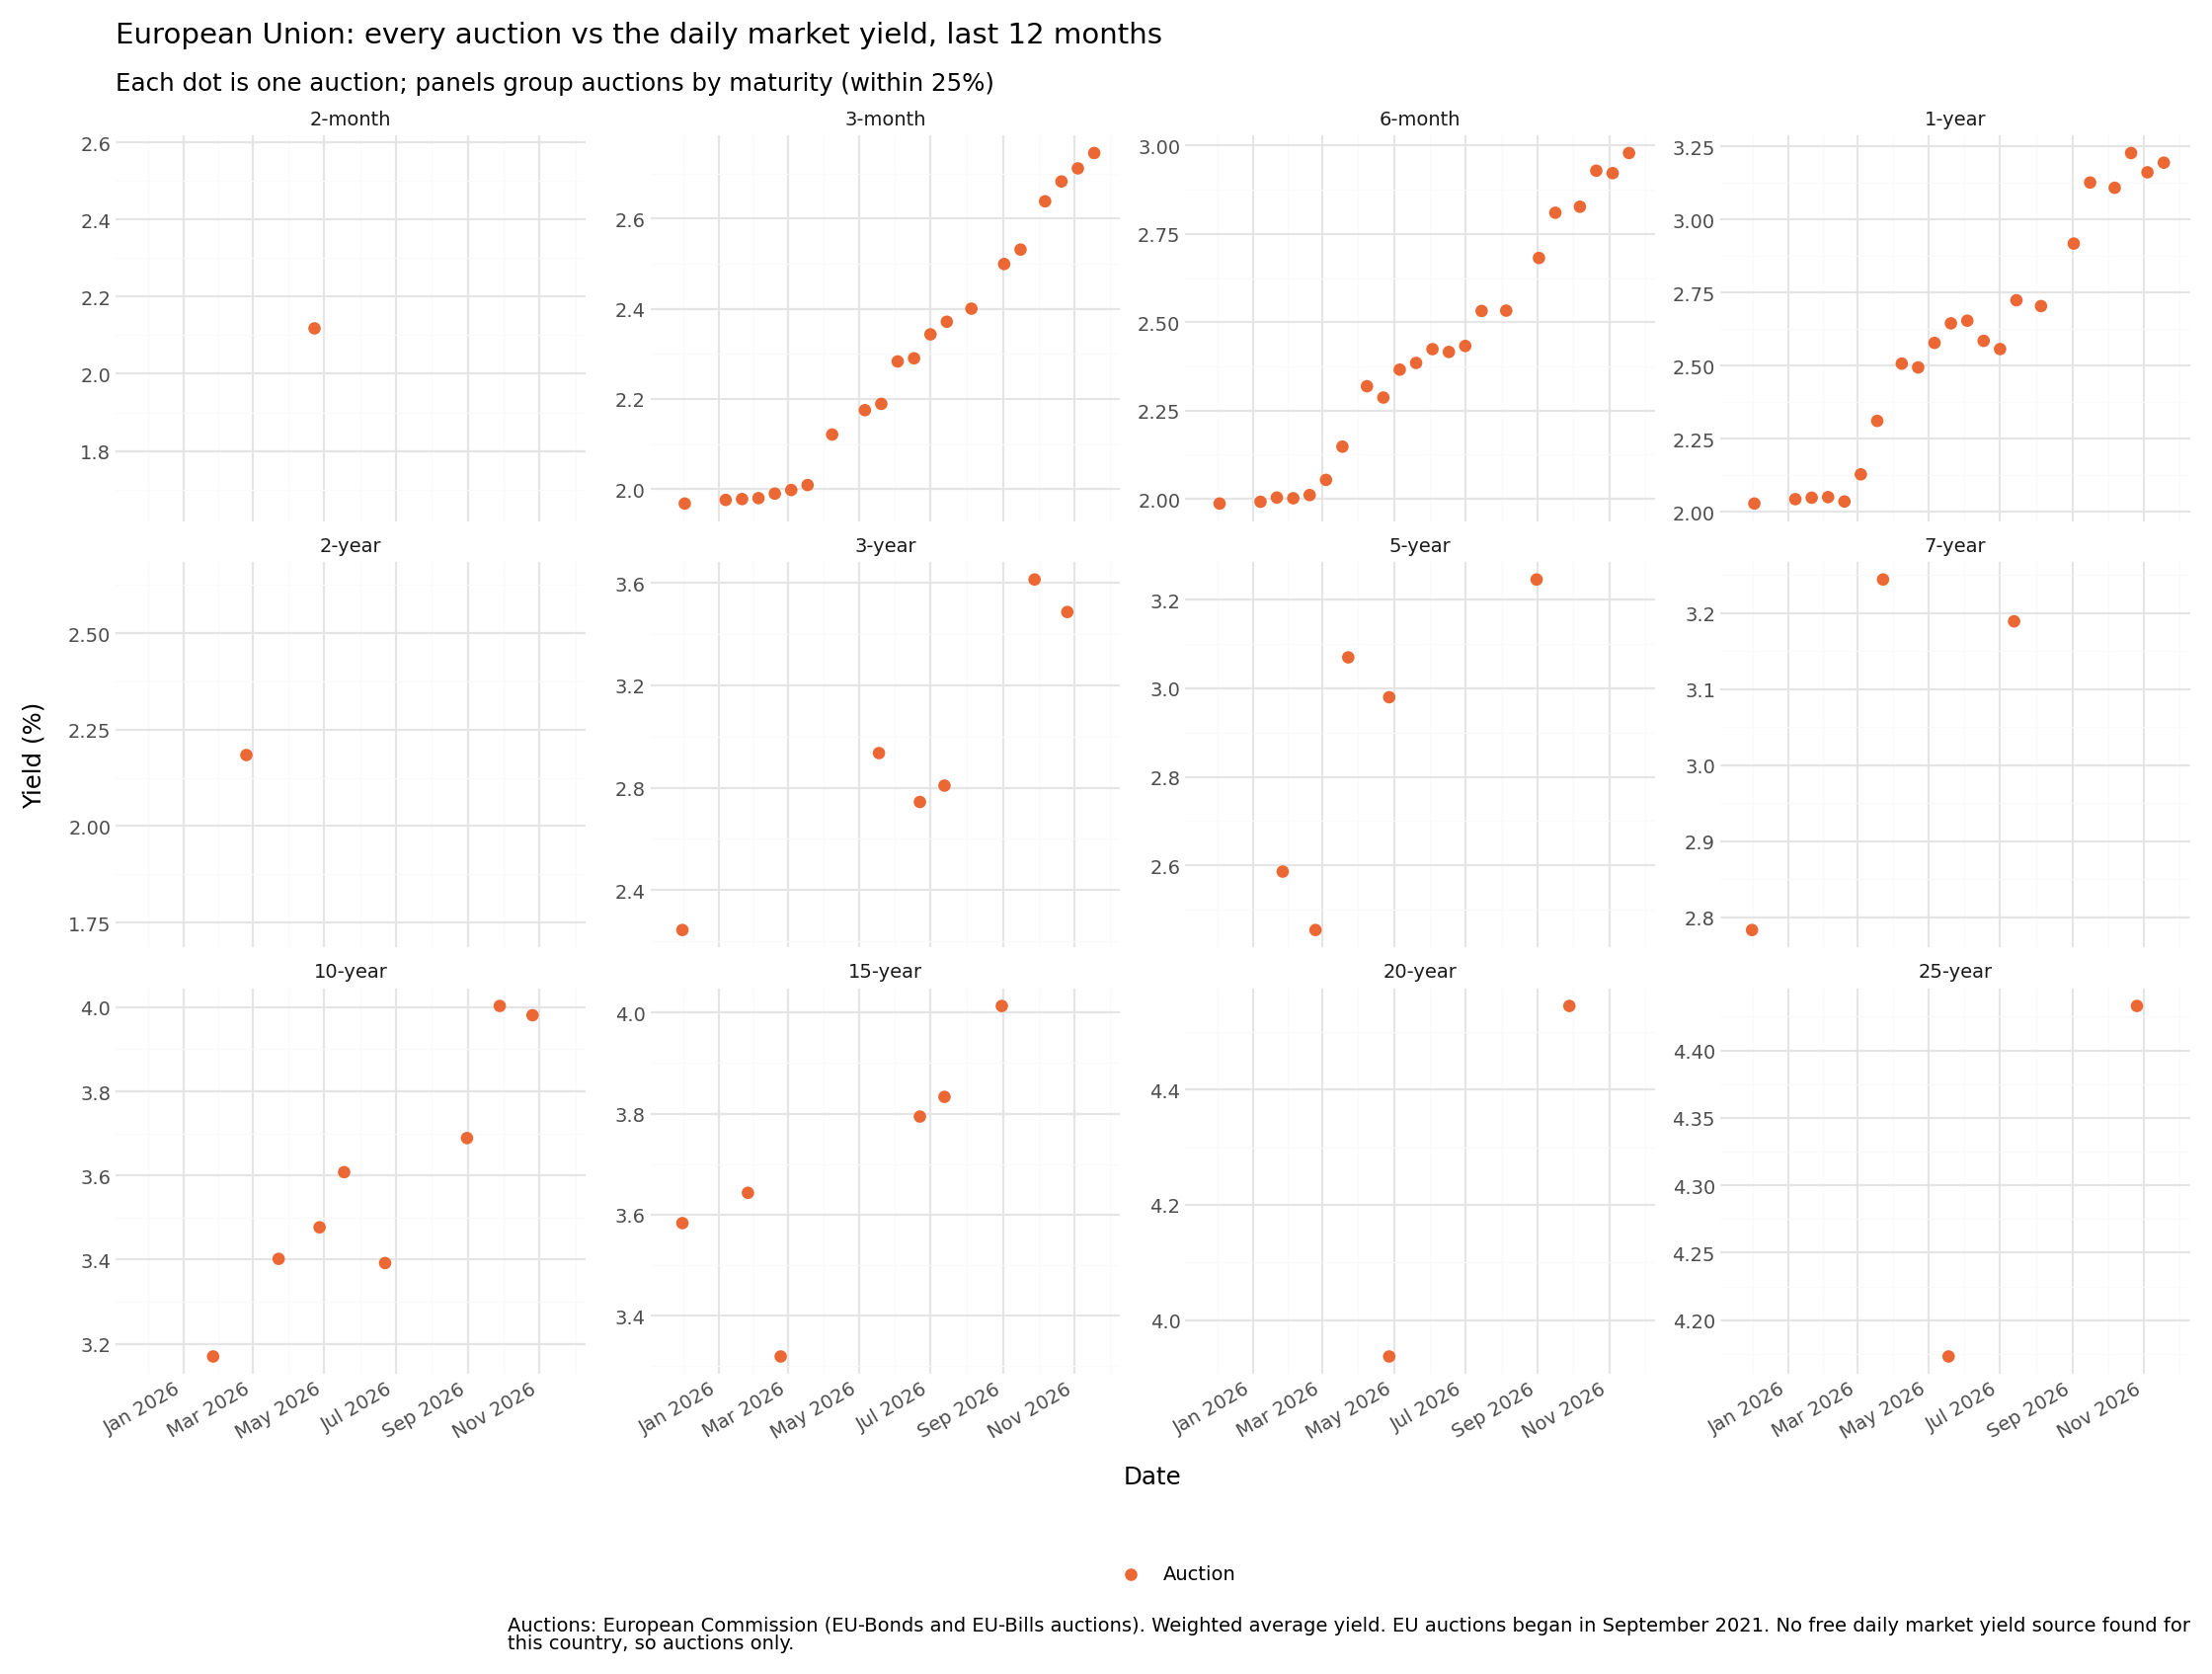 European Union: every auction vs the daily market yield, last 12 months
Each dot is one auction; panels group auctions by maturity (within 25%)
2-month
3-month
6-month
1-year
2.6
2.4
2.2
2.0
1.8
2.6
2.4
2.2
2.0
3.00
2.75
2.50
2.25
2.00
3.25
3.00
2.75
2.50
2.25
2.00
2-year
3-year
5-year
7-year
2.50
2.25
2.00
1.75
3.6
3.2
2.8
2.4
3.2
3.0
2.8
2.6
3.2
3.1
3.0
2.9
2.8
Yield (%)
10-year
15-year
20-year
25-year
4.0
3.8
3.6
3.4
3.2
4.0
3.8
3.6
3.4
4.4
4.2
4.0
4.40
4.35
4.30
4.25
4.20
Jan 2026 Mar 2026 May 2026 Jul 2026 Sep 2026 Nov 2026
Jan 2026 Mar 2026 May 2026 Jul 2026 Sep 2026 Nov 2026
Jan 2026 Mar 2026 May 2026 Jul 2026 Sep 2026 Nov 2026
Jan 2026 Mar 2026 May 2026 Jul 2026 Sep 2026 Nov 2026
Date
Auction
Auctions: European Commission (EU-Bonds and EU-Bills auctions). Weighted average yield. EU auctions began in September 2021. No free daily market yield source found for
this country, so auctions only.